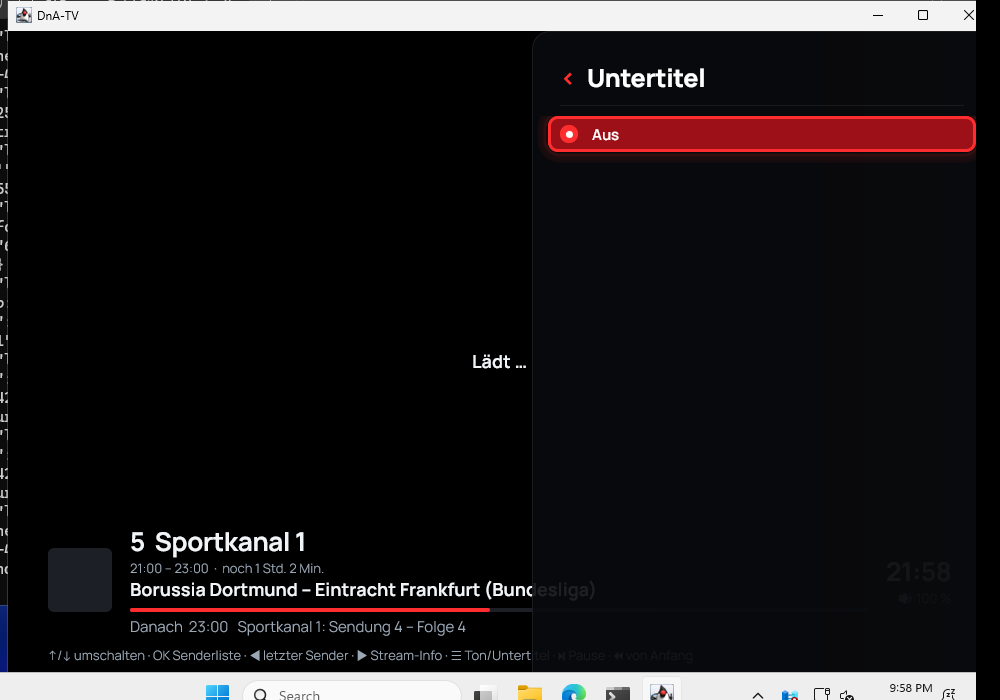 DnA-TV
Untertitel
Aus
Lädt ...
5 Sportkanal 1
21:00 – 23:00 · noch 1 Std. 2 Min.
Borussia Dortmund – Eintracht Frankfurt (Bundesliga)
21:58
100 %
Danach 23:00 Sportkanal 1: Sendung 4 – Folge 4
↑/↓ umschalten · OK Senderliste · ◀ letzter Sender · ▶ Stream-Info · ☰ Ton/Untertitel · Pause · von Anfang
Search
9:58 PM